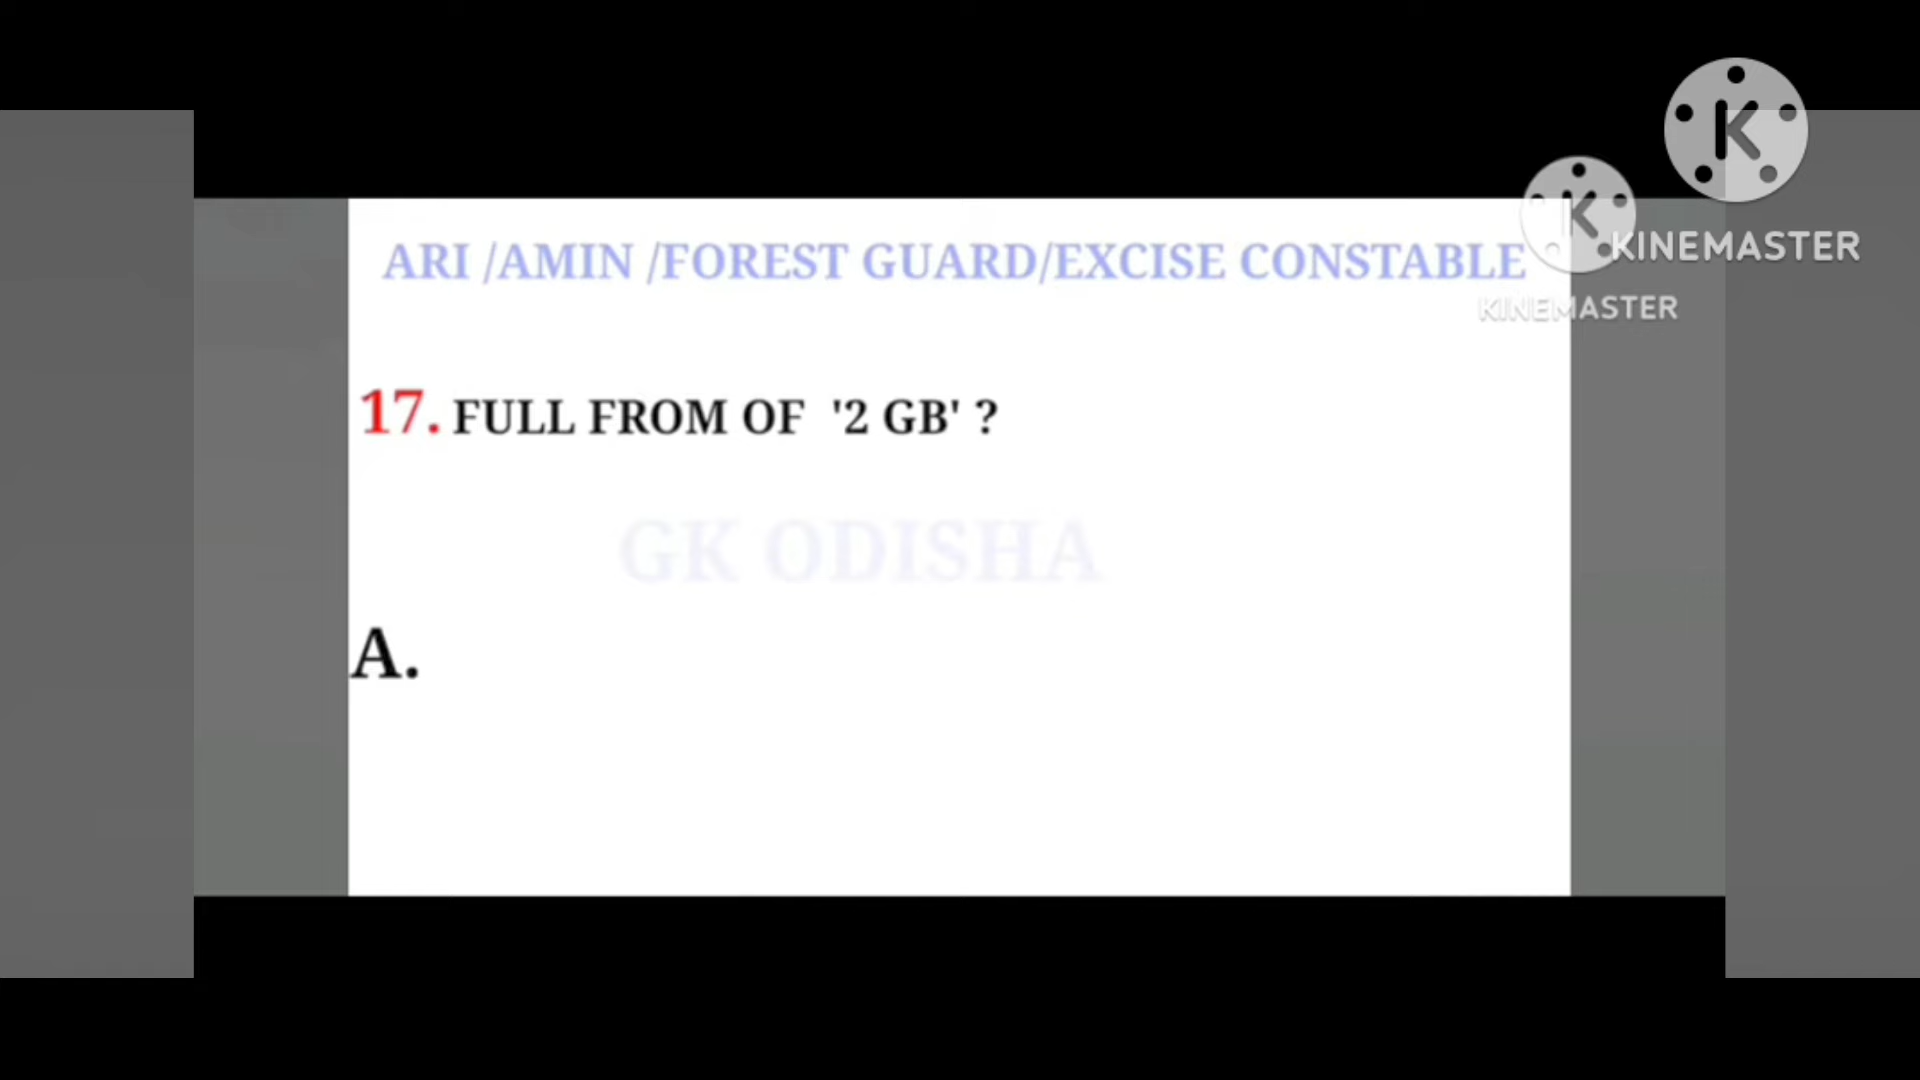 KINEMASTER
ARI /AMIN /FOREST GUARD/EXCISE CONSTABLE
KINEMASTER
17. FULL FROM OF '2 GB' ?
GK ODISHA
A.